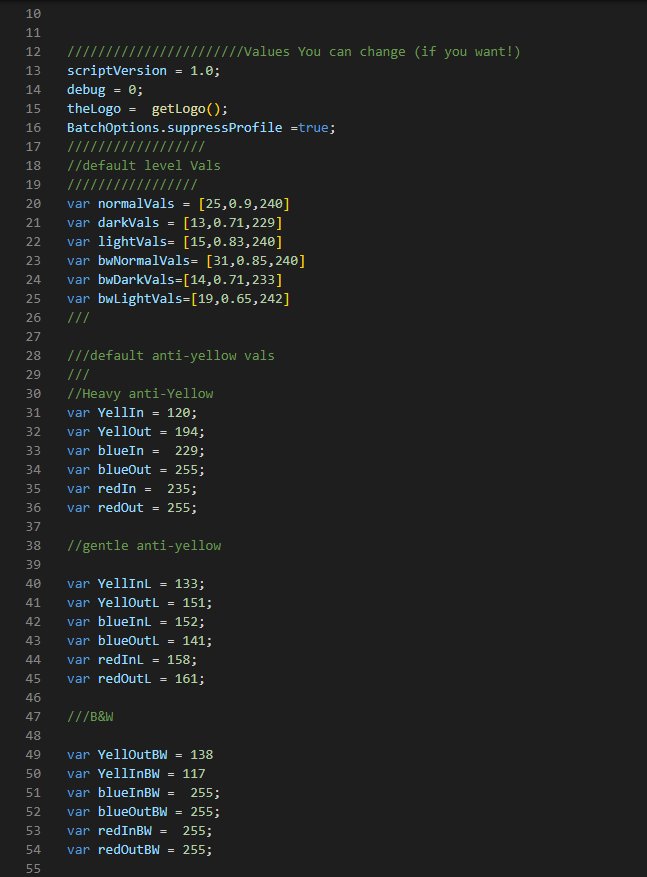 10
11
12 ///////////////////////Values You can change (if you want!)
13 scriptVersion = 1.0;
14 debug = 0;
15 theLogo =  getLogo();
16 BatchOptions.suppressProfile =true;
17 //////////////////
18 //default level Vals
19 /////////////////
20 var normalVals = [25,0.9,240]
21 var darkVals = [13,0.71,229]
22 var lightVals= [15,0.83,240]
23 var bwNormalVals= [31,0.85,240]
24 var bwDarkVals=[14,0.71,233]
25 var bwLightVals=[19,0.65,242]
26 ///
27
28 ///default anti-yellow vals
29 ///
30 //Heavy anti-Yellow
31 var YellIn = 120;
32 var YellOut = 194;
33 var blueIn =  229;
34 var blueOut = 255;
35 var redIn =  235;
36 var redOut = 255;
37
38 //gentle anti-yellow
39
40 var YellInL = 133;
41 var YellOutL = 151;
42 var blueInL = 152;
43 var blueOutL = 141;
44 var redInL = 158;
45 var redOutL = 161;
46
47 ///B&W
48
49 var YellOutBW = 138
50 var YellInBW = 117
51 var blueInBW =  255;
52 var blueOutBW = 255;
53 var redInBW =  255;
54 var redOutBW = 255;
55